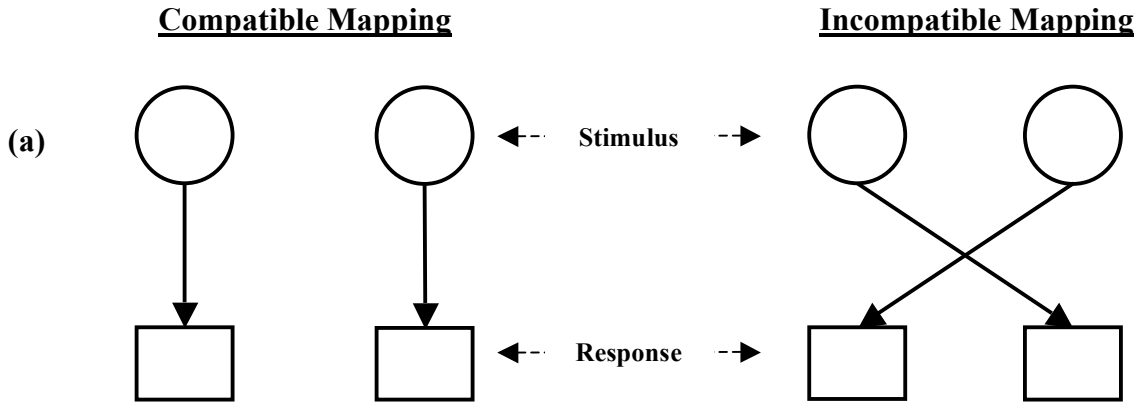 Compatible Mapping
Incompatible Mapping
(a)
Stimulus
Response